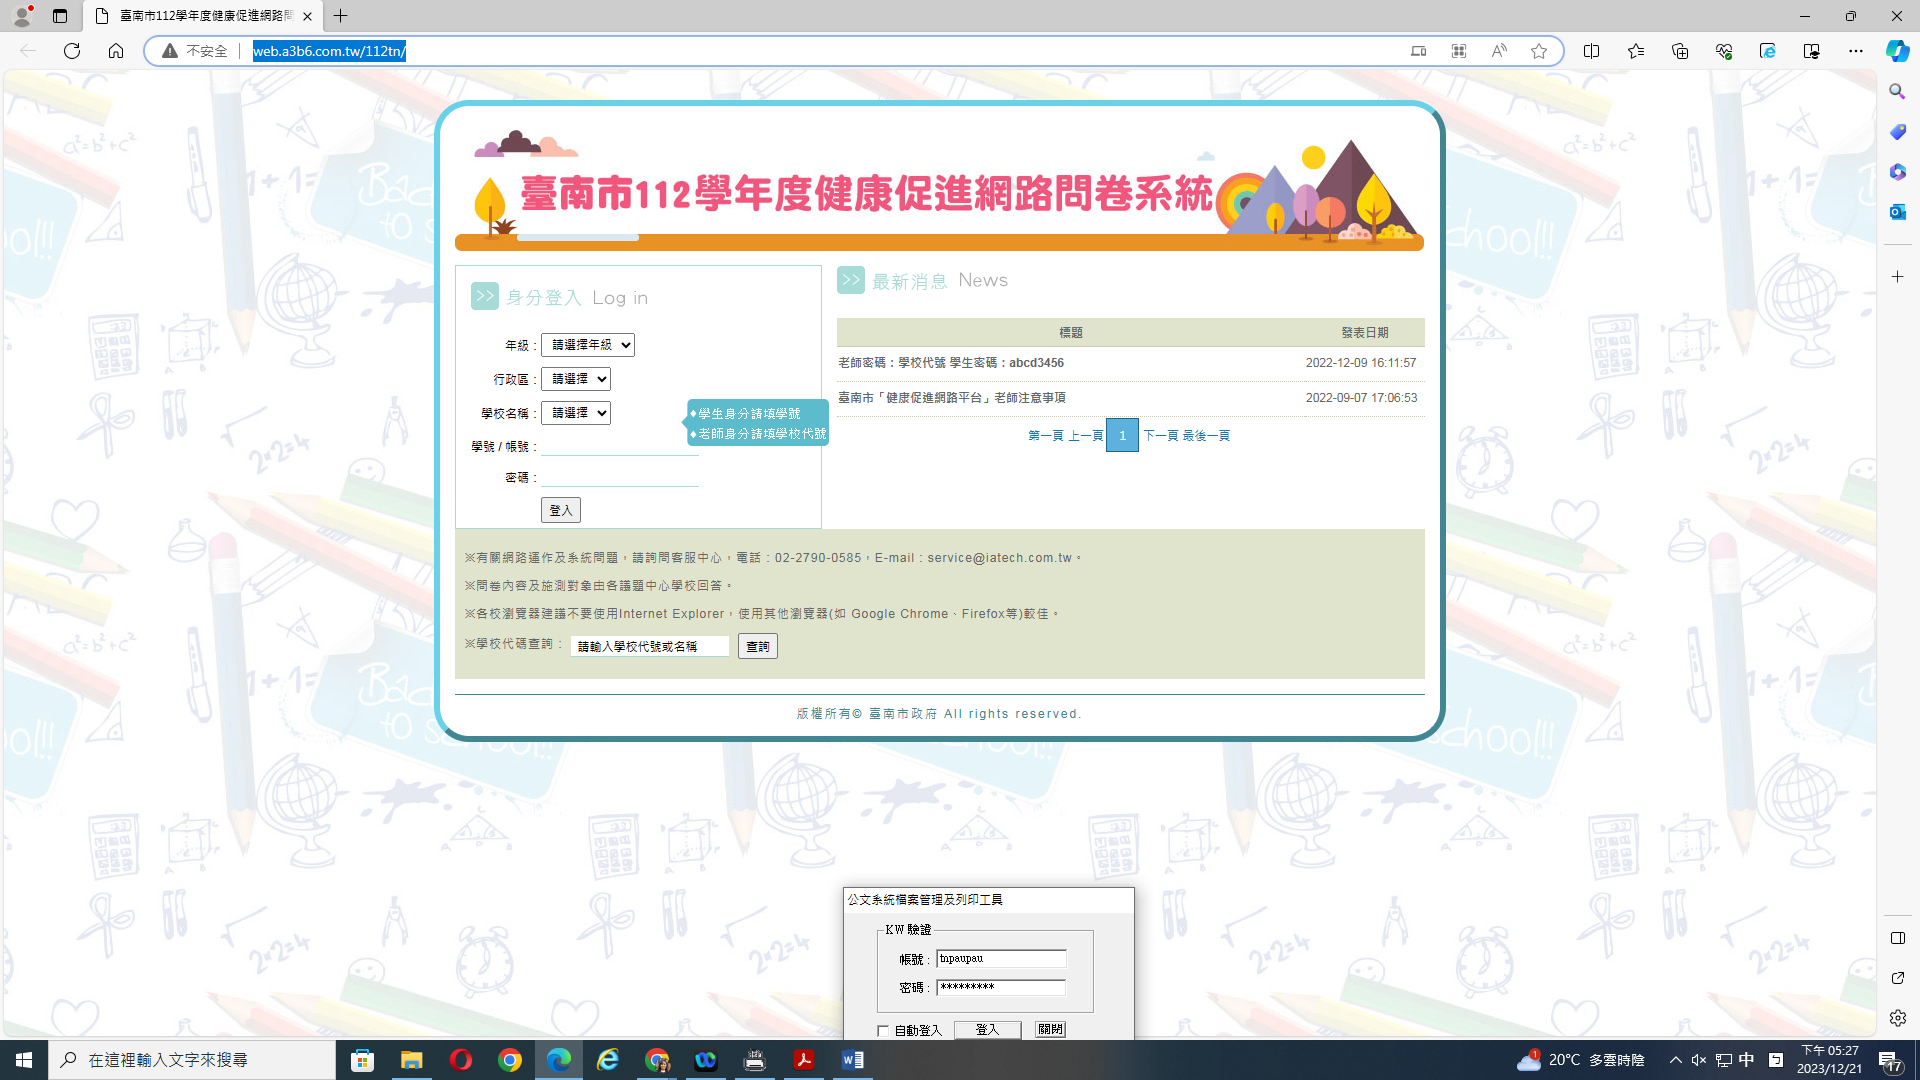 臺南市112學年度健康促進網路問
不安全
web.a3b6.com.tw/112tn/
臺南市112學年度健康促進網路問卷系統
>> 身分登入 Log in
年級： 請選擇年級
行政區： 請選擇
學校名稱： 請選擇
♦學生身分請填學號
♦老師身分請填學校代號
學號 / 帳號：
密碼：
登入
>> 最新消息 News
標題 發表日期
老師密碼：學校代號 學生密碼：abcd3456 2022-12-09 16:11:57
臺南市「健康促進網路平台」老師注意事項 2022-09-07 17:06:53
第一頁 上一頁 1 下一頁 最後一頁
※有關網路運作及系統問題，請詢問客服中心，電話：02-2790-0585，E-mail：service@iatech.com.tw。
※問卷內容及施測對象由各議題中心學校回答。
※各校瀏覽器建議不要使用Internet Explorer，使用其他瀏覽器(如 Google Chrome、Firefox等)較佳。
※學校代碼查詢： 請輸入學校代號或名稱 查詢
版權所有© 臺南市政府 All rights reserved.
公文系統檔案管理及列印工具
KW 驗證
帳號： tnpaupau
密碼： *********
自動登入 登入 關閉
在這裡輸入文字來搜尋
1 20°C 多雲時陰
中
下午 05:27
2023/12/21
17